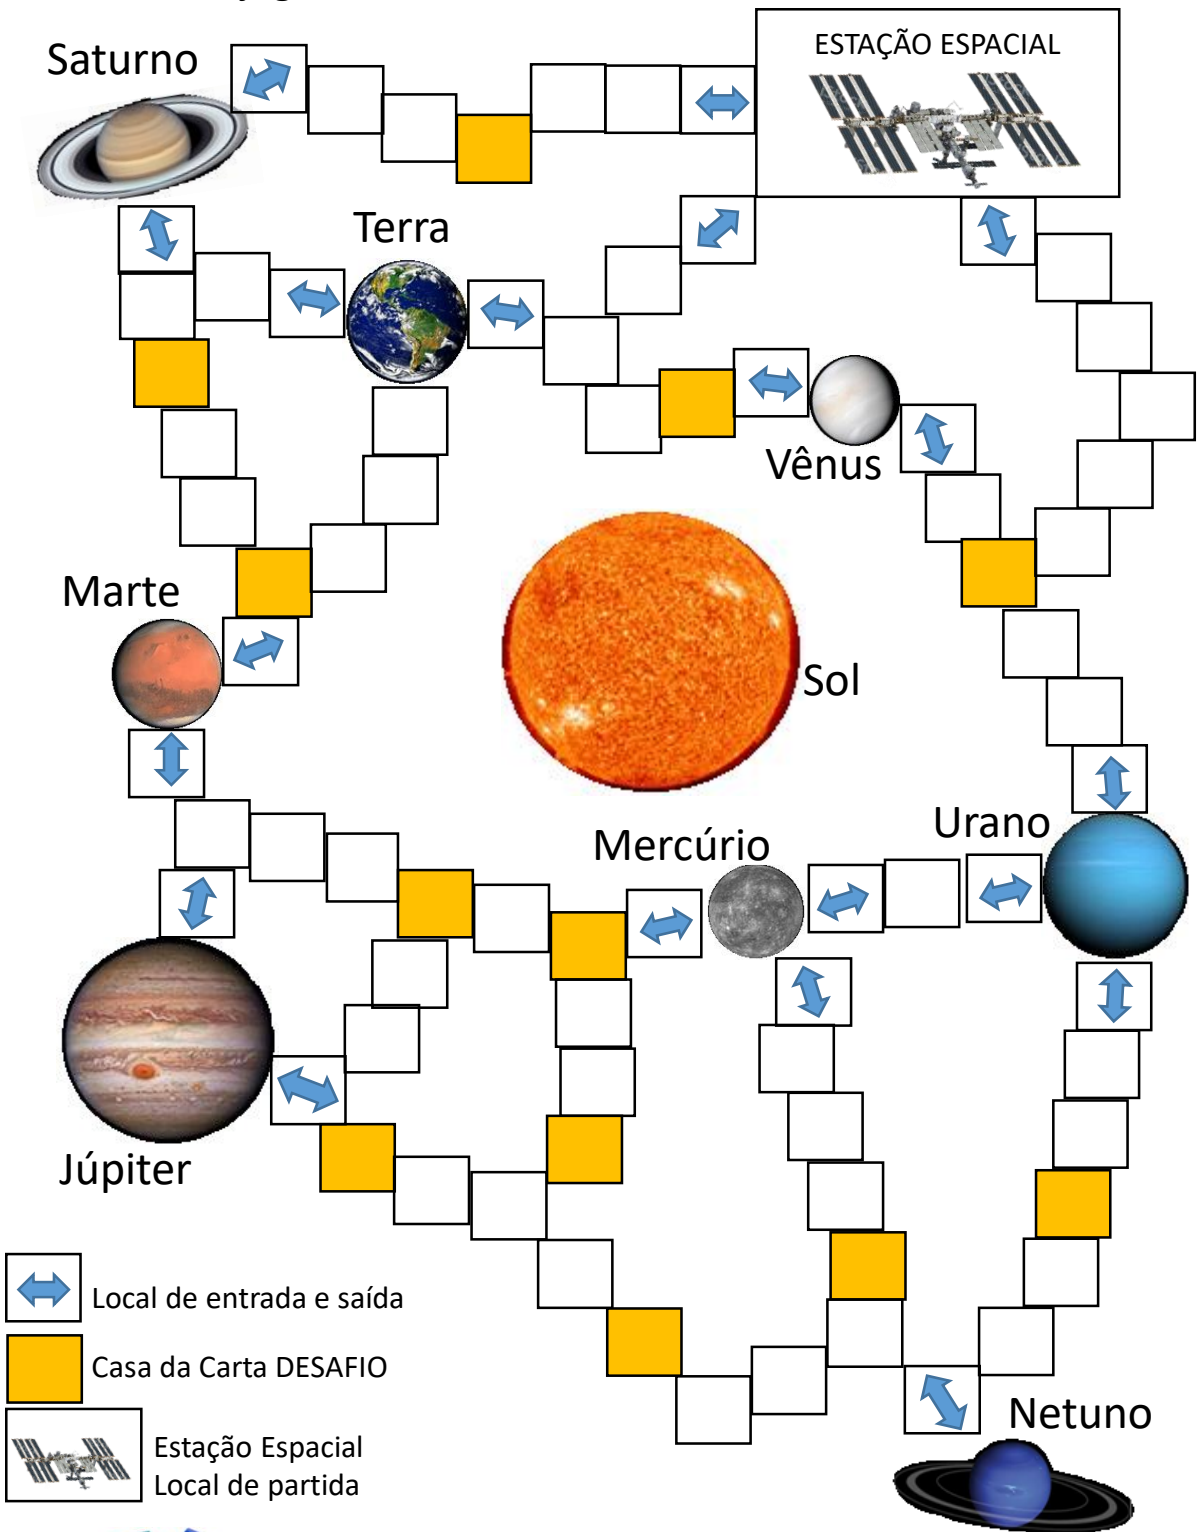 ESTAÇÃO ESPACIAL
Saturno
Terra
Vênus
Marte
Sol
Urano
Mercúrio
Júpiter
Local de entrada e saída
Casa da Carta DESAFIO
Netuno
Estação Espacial
Local de partida